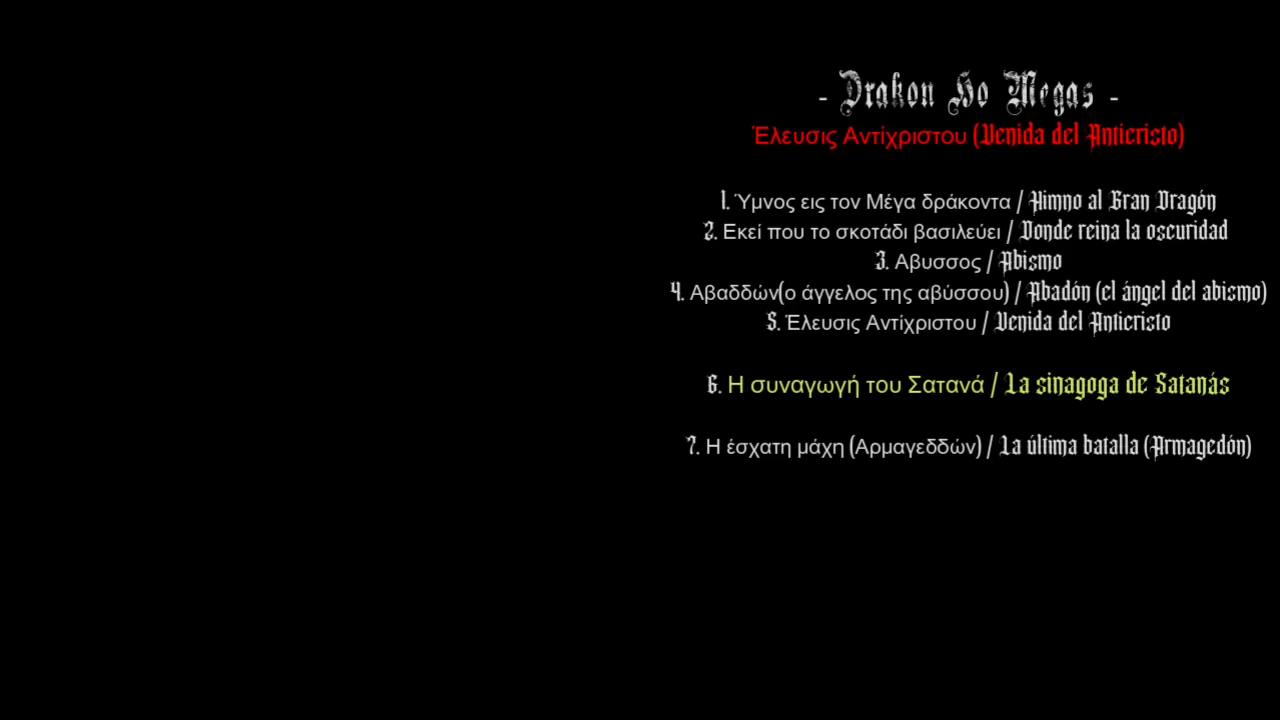 - Drakon Ho Megas -
Έλευσις Αντίχριστου (Venida del Anticristo)
1. Ύμνος εις τον Μέγα δράκοντα / Himno al Gran Dragón
2. Εκεί που το σκοτάδι βασιλεύει / Donde reina la oscuridad
3. Αβυσσος / Abismo
4. Αβαδδών(ο άγγελος της αβύσσου) / Abadón (el ángel del abismo)
5. Έλευσις Αντίχριστου / Venida del Anticristo
6. Η συναγωγή του Σατανά / La sinagoga de Satanás
7. Η έσχατη μάχη (Αρμαγεδδών) / La última batalla (Armagedón)